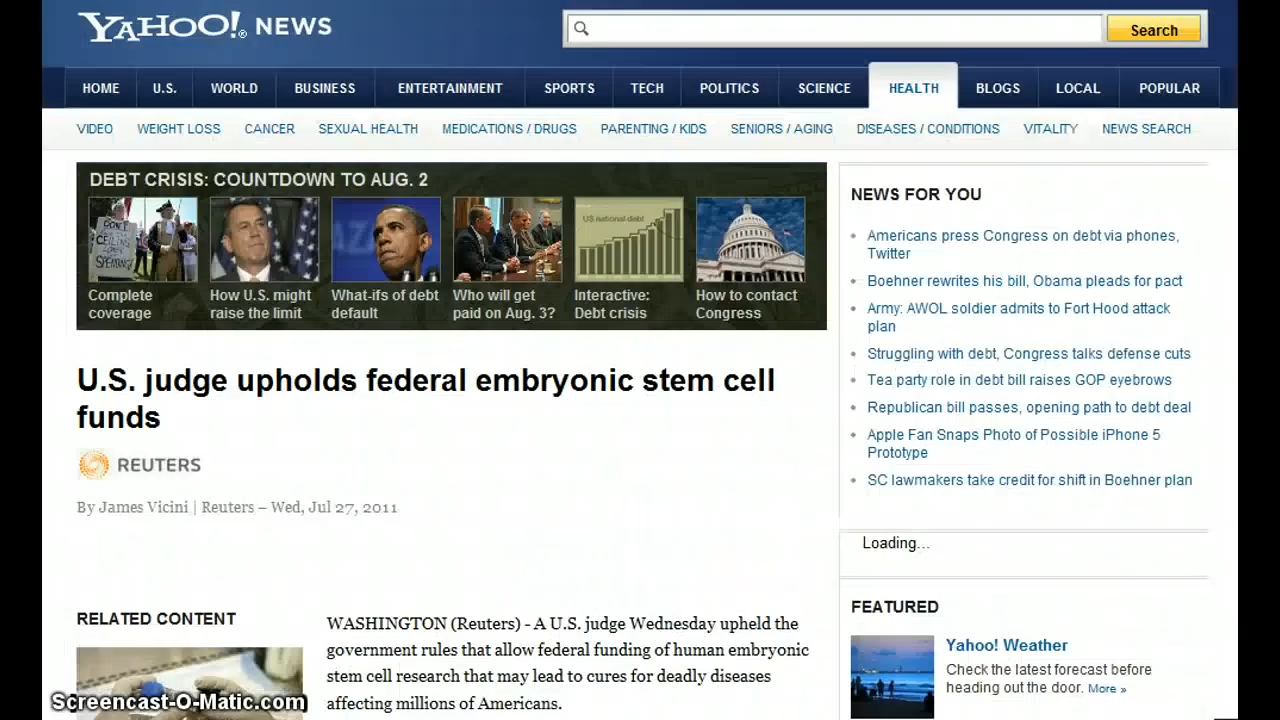 YAHOO! NEWS
Search
HOME U.S. WORLD BUSINESS ENTERTAINMENT SPORTS TECH POLITICS SCIENCE HEALTH BLOGS LOCAL POPULAR
VIDEO WEIGHT LOSS CANCER SEXUAL HEALTH MEDICATIONS / DRUGS PARENTING / KIDS SENIORS / AGING DISEASES / CONDITIONS VITALITY NEWS SEARCH
DEBT CRISIS: COUNTDOWN TO AUG. 2
DON'T
CEILING
SPENDING!
US national debt
Complete
coverage
How U.S. might
raise the limit
What-ifs of debt
default
Who will get
paid on Aug. 3?
Interactive:
Debt crisis
How to contact
Congress
U.S. judge upholds federal embryonic stem cell
funds
REUTERS
By James Vicini | Reuters – Wed, Jul 27, 2011
RELATED CONTENT
WASHINGTON (Reuters) - A U.S. judge Wednesday upheld the
government rules that allow federal funding of human embryonic
stem cell research that may lead to cures for deadly diseases
affecting millions of Americans.
NEWS FOR YOU
Americans press Congress on debt via phones,
Twitter
Boehner rewrites his bill, Obama pleads for pact
Army: AWOL soldier admits to Fort Hood attack
plan
Struggling with debt, Congress talks defense cuts
Tea party role in debt bill raises GOP eyebrows
Republican bill passes, opening path to debt deal
Apple Fan Snaps Photo of Possible iPhone 5
Prototype
SC lawmakers take credit for shift in Boehner plan
Loading...
FEATURED
Yahoo! Weather
Check the latest forecast before
heading out the door. More »
Screencast-O-Matic.com